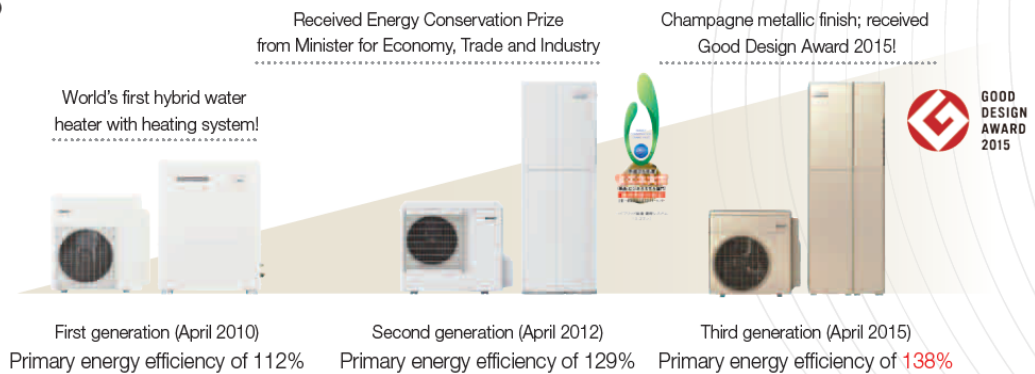 Received Energy Conservation Prize
from Minister for Economy, Trade and Industry
Champagne metallic finish; received
Good Design Award 2015!
World's first hybrid water
heater with heating system!
GOOD
DESIGN
AWARD
2015
First generation (April 2010)
Primary energy efficiency of 112%
Second generation (April 2012)
Primary energy efficiency of 129%
Third generation (April 2015)
Primary energy efficiency of 138%